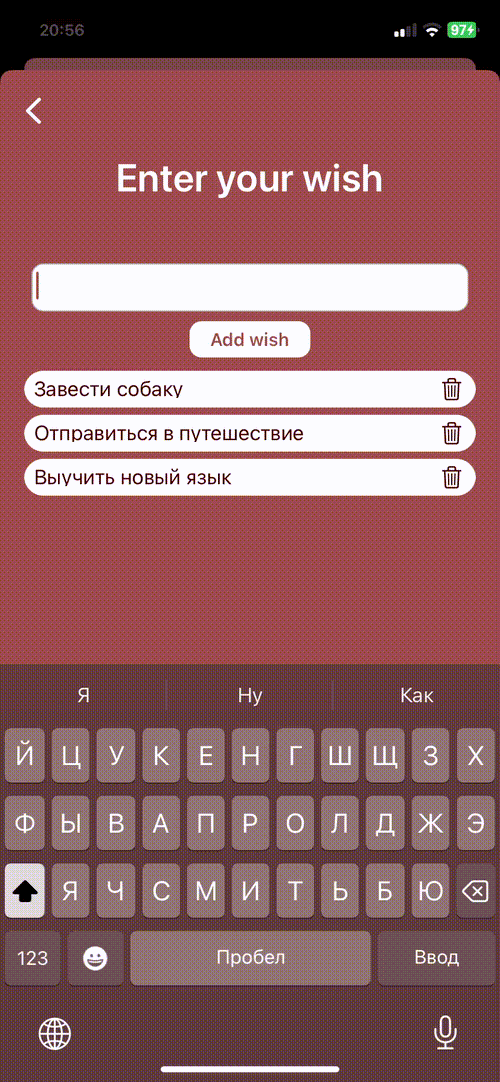 20:56
97
Enter your wish
Add wish
Завести собаку
Отправиться в путешествие
Выучить новый язык
Я Ну Как
Й Ц У К Е Н Г Ш Щ З Х
Ф Ы В А П Р О Л Д Ж Э
Я Ч С М И Т Ь Б Ю
123 Пробел Ввод